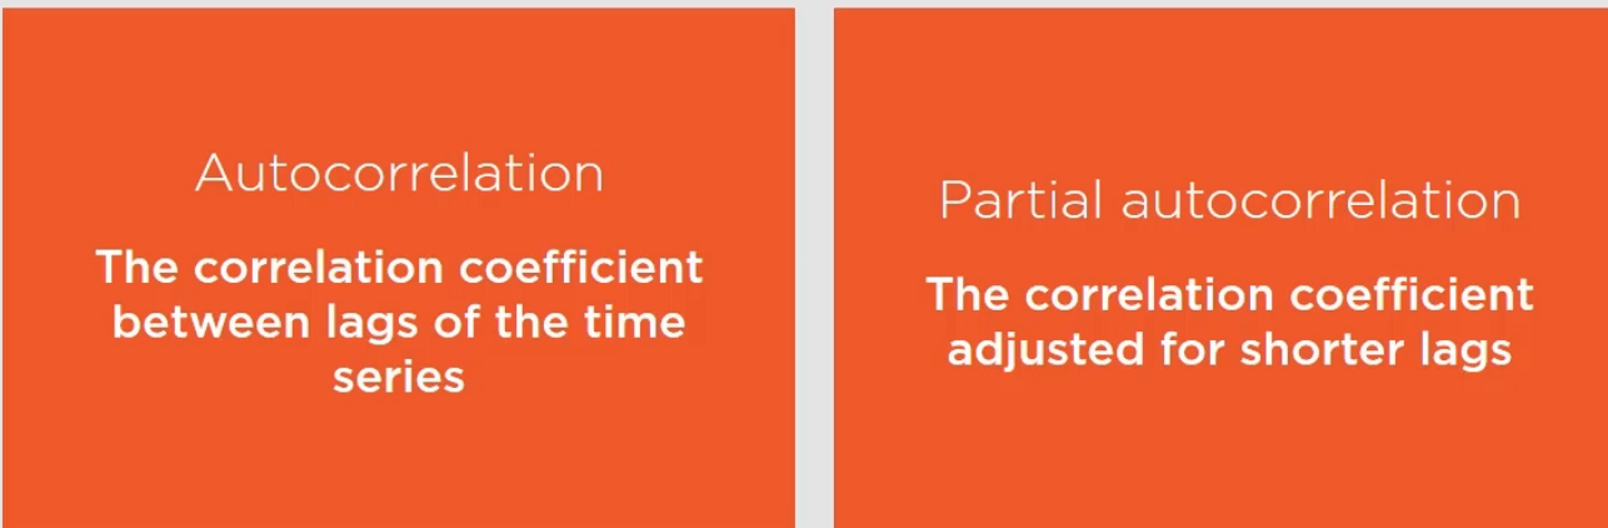 Autocorrelation
The correlation coefficient
between lags of the time
series
Partial autocorrelation
The correlation coefficient
adjusted for shorter lags